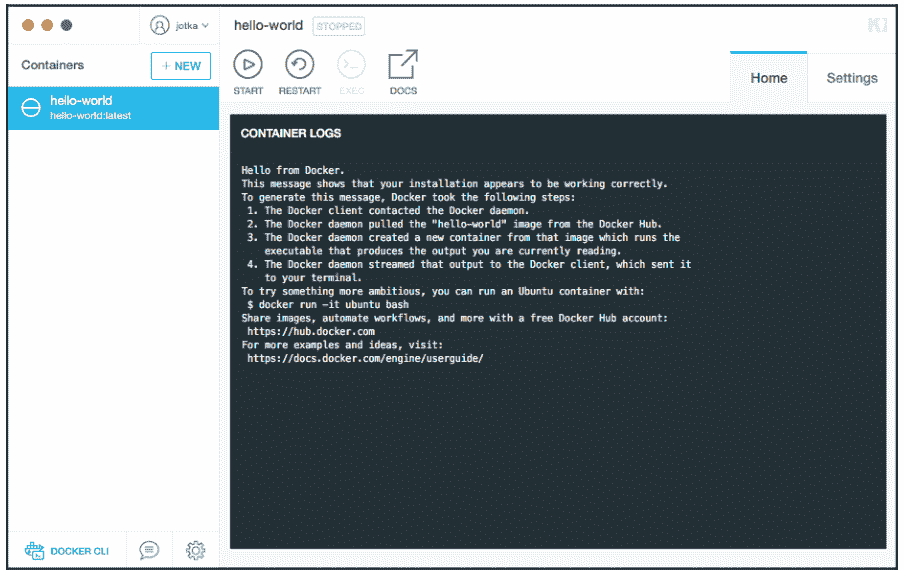 jotka
hello-world STOPPED
Containers
+ NEW
START RESTART EXEC DOCS
Home Settings
hello-world
hello-world:latest
CONTAINER LOGS
Hello from Docker.
This message shows that your installation appears to be working correctly.
To generate this message, Docker took the following steps:
1. The Docker client contacted the Docker daemon.
2. The Docker daemon pulled the "hello-world" image from the Docker Hub.
3. The Docker daemon created a new container from that image which runs the
executable that produces the output you are currently reading.
4. The Docker daemon streamed that output to the Docker client, which sent it
to your terminal.
To try something more ambitious, you can run an Ubuntu container with:
$ docker run -it ubuntu bash
Share images, automate workflows, and more with a free Docker Hub account:
https://hub.docker.com
For more examples and ideas, visit:
https://docs.docker.com/engine/userguide/
DOCKER CLI